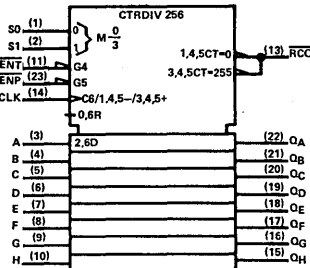 CTRDIV 256
S0 (1) 0
S1 (2) 1 } M 0/3
ENT (11) G4
ENP (23) G5
CLK (14) C6/1,4,5−/3,4,5+
0,6R
1,4,5CT=0 (13) RCO
3,4,5CT=255
A (3) 2,6D (22) QA
B (4) (21) QB
C (5) (20) QC
D (6) (19) QD
E (7) (18) QE
F (8) (17) QF
G (9) (16) QG
H (10) (15) QH